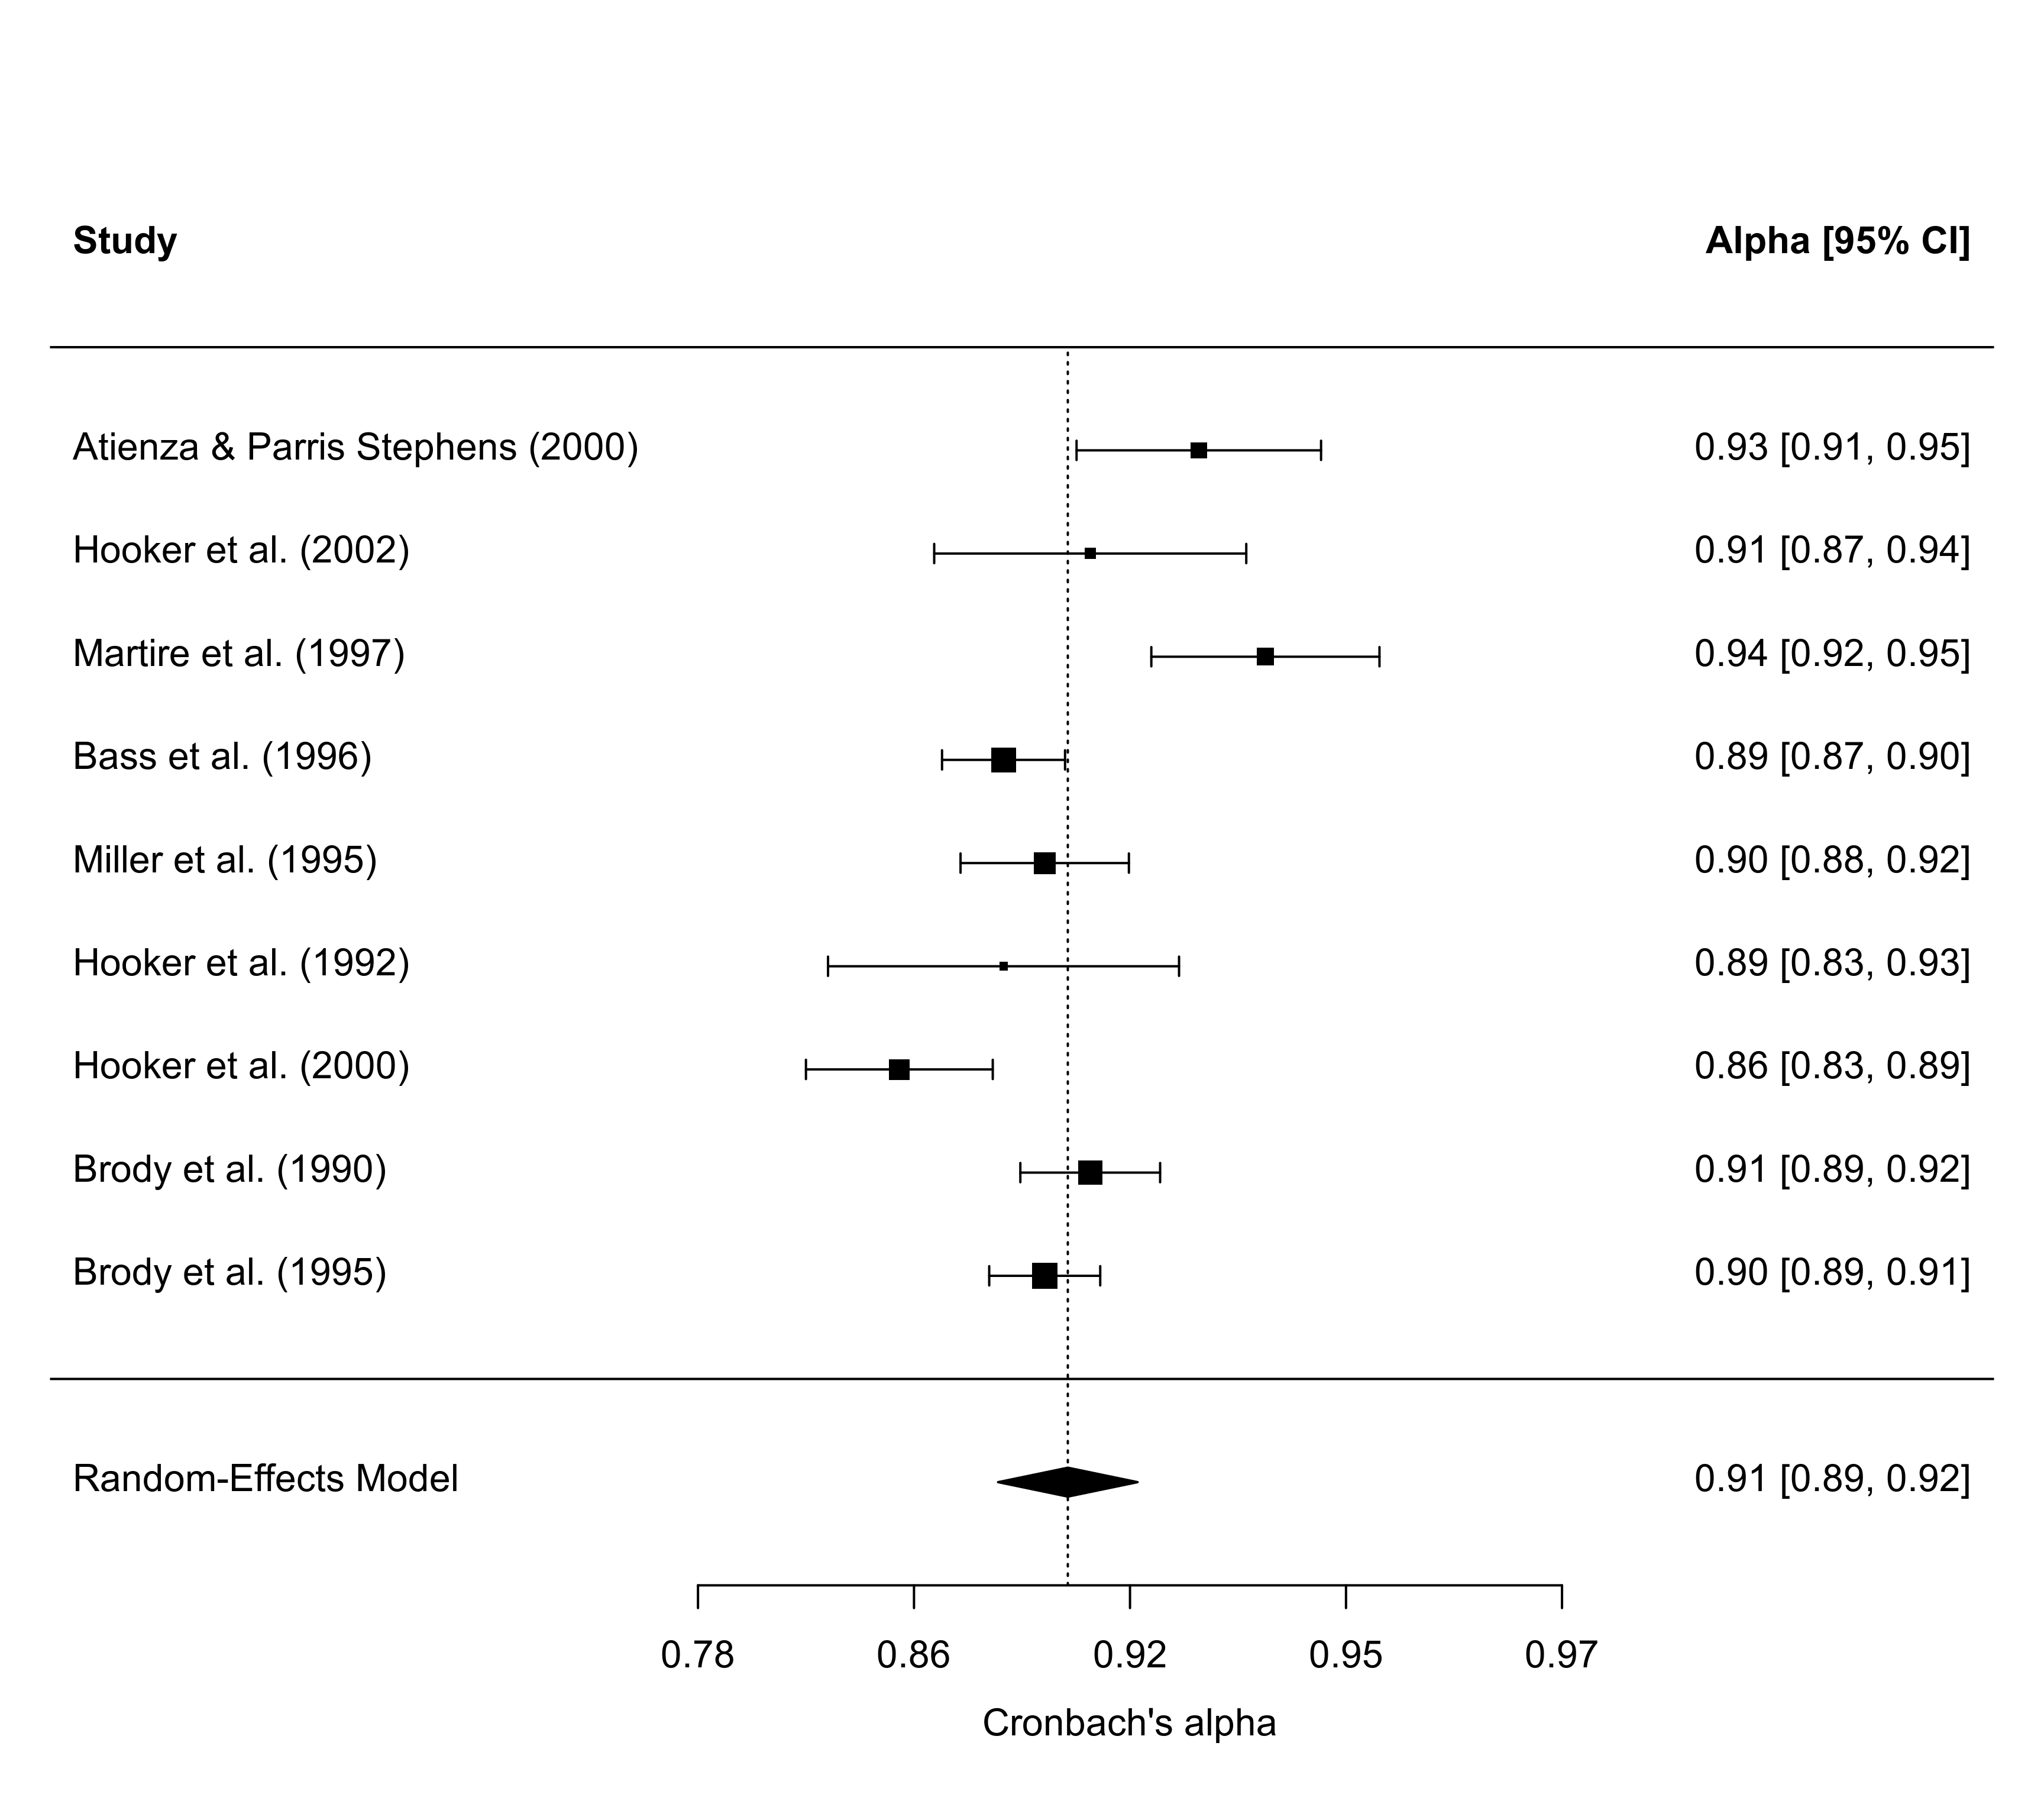 Study Alpha [95% CI]
Atienza & Parris Stephens (2000) 0.93 [0.91, 0.95]
Hooker et al. (2002) 0.91 [0.87, 0.94]
Martire et al. (1997) 0.94 [0.92, 0.95]
Bass et al. (1996) 0.89 [0.87, 0.90]
Miller et al. (1995) 0.90 [0.88, 0.92]
Hooker et al. (1992) 0.89 [0.83, 0.93]
Hooker et al. (2000) 0.86 [0.83, 0.89]
Brody et al. (1990) 0.91 [0.89, 0.92]
Brody et al. (1995) 0.90 [0.89, 0.91]
Random-Effects Model 0.91 [0.89, 0.92]
0.78 0.86 0.92 0.95 0.97
Cronbach's alpha